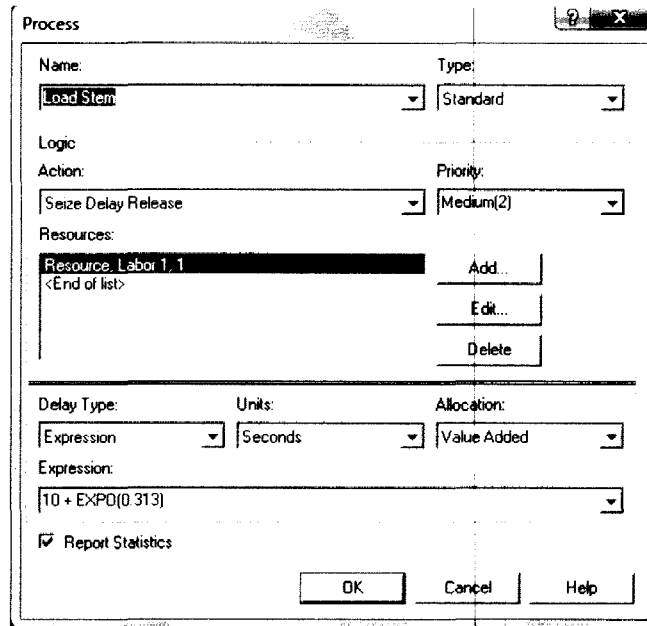 Process
Name:
Type:
Load Stem
Standard
Logic
Action:
Priority:
Seize Delay Release
Medium(2)
Resources:
Resource, Labor 1, 1
<End of list>
Add...
Edit...
Delete
Delay Type:
Units:
Allocation:
Expression
Seconds
Value Added
Expression:
10 + EXPO(0.313)
Report Statistics
OK
Cancel
Help